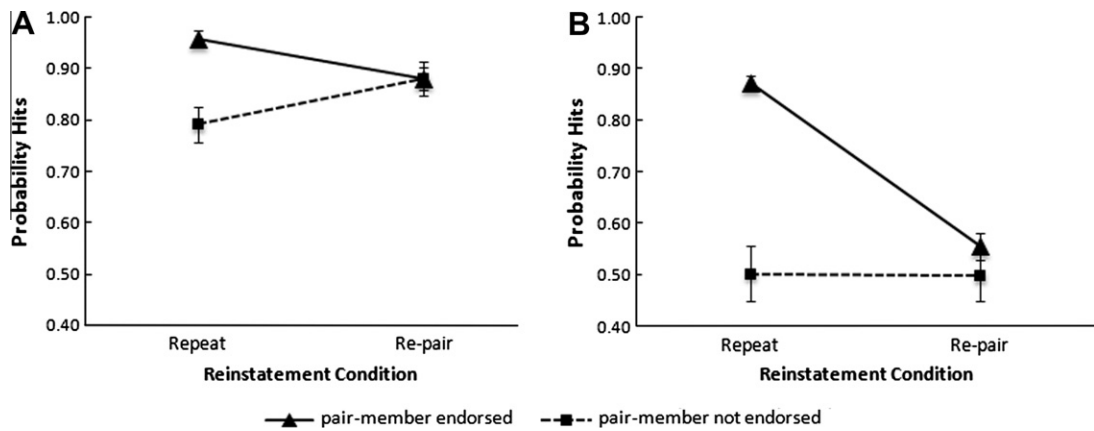 A
1.00
0.90
0.80
0.70
0.60
0.50
0.40
Probability Hits
Repeat
Re-pair
Reinstatement Condition
B
1.00
0.90
0.80
0.70
0.60
0.50
0.40
Probability Hits
Repeat
Re-pair
Reinstatement Condition
pair-member endorsed
pair-member not endorsed